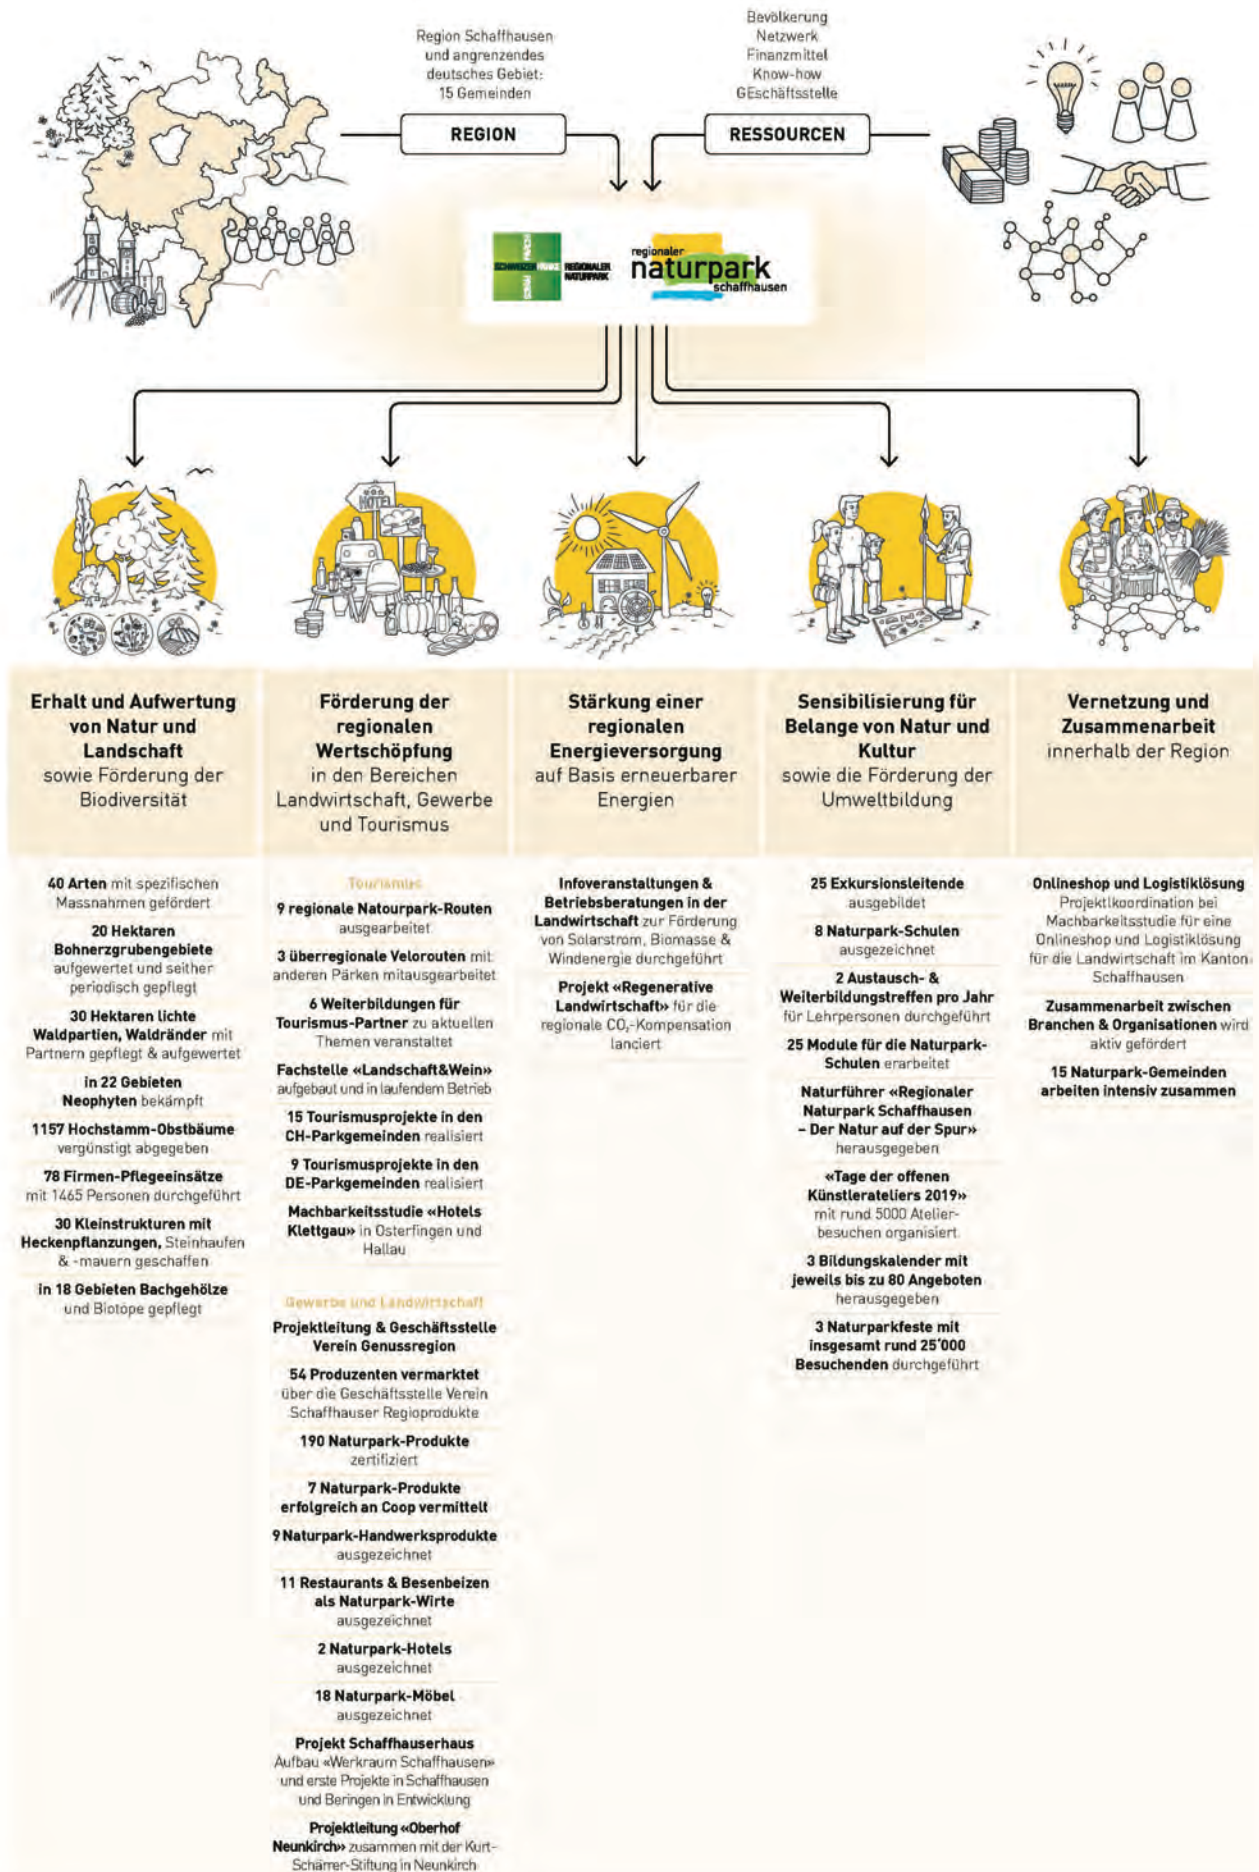 Region Schaffhausen
und angrenzendes
deutsches Gebiet:
15 Gemeinden
REGION
Bevölkerung
Netzwerk
Finanzmittel
Know-how
GEschäftsstelle
RESSOURCEN
SCHWEIZER PÄRKE
REGIONALER
NATURPARK
regionaler
naturpark
schaffhausen
HOTEL
Erhalt und Aufwertung
von Natur und
Landschaft
sowie Förderung der
Biodiversität
40 Arten mit spezifischen
Massnahmen gefördert
20 Hektaren
Bohnerzgrubengebiete
aufgewertet und seither
periodisch gepflegt
30 Hektaren lichte
Waldpartien, Waldränder mit
Partnern gepflegt & aufgewertet
in 22 Gebieten
Neophyten bekämpft
1157 Hochstamm-Obstbäume
vergünstigt abgegeben
78 Firmen-Pflegeeinsätze
mit 1465 Personen durchgeführt
30 Kleinstrukturen mit
Heckenpflanzungen, Steinhaufen
& -mauern geschaffen
in 18 Gebieten Bachgehölze
und Biotope gepflegt
Förderung der
regionalen
Wertschöpfung
in den Bereichen
Landwirtschaft, Gewerbe
und Tourismus
Tourismus
9 regionale Natourpark-Routen
ausgearbeitet
3 überregionale Velorouten mit
anderen Pärken mitausgearbeitet
6 Weiterbildungen für
Tourismus-Partner zu aktuellen
Themen veranstaltet
Fachstelle «Landschaft&Wein»
aufgebaut und in laufendem Betrieb
15 Tourismusprojekte in den
CH-Parkgemeinden realisiert
9 Tourismusprojekte in den
DE-Parkgemeinden realisiert
Machbarkeitsstudie «Hotels
Klettgau» in Osterfingen und
Hallau
Gewerbe und Landwirtschaft
Projektleitung & Geschäftsstelle
Verein Genussregion
54 Produzenten vermarktet
über die Geschäftsstelle Verein
Schaffhauser Regioprodukte
190 Naturpark-Produkte
zertifiziert
7 Naturpark-Produkte
erfolgreich an Coop vermittelt
9 Naturpark-Handwerksprodukte
ausgezeichnet
11 Restaurants & Besenbeizen
als Naturpark-Wirte
ausgezeichnet
2 Naturpark-Hotels
ausgezeichnet
18 Naturpark-Möbel
ausgezeichnet
Projekt Schaffhauserhaus
Aufbau «Werkraum Schaffhausen»
und erste Projekte in Schaffhausen
und Beringen in Entwicklung
Projektleitung «Oberhof
Neunkirch» zusammen mit der Kurt-
Schärrer-Stiftung in Neunkirch
Stärkung einer
regionalen
Energieversorgung
auf Basis erneuerbarer
Energien
Infoveranstaltungen &
Betriebsberatungen in der
Landwirtschaft zur Förderung
von Solarstrom, Biomasse &
Windenergie durchgeführt
Projekt «Regenerative
Landwirtschaft» für die
regionale CO₂-Kompensation
lanciert
Sensibilisierung für
Belange von Natur und
Kultur
sowie die Förderung der
Umweltbildung
25 Exkursionsleitende
ausgebildet
8 Naturpark-Schulen
ausgezeichnet
2 Austausch- &
Weiterbildungstreffen pro Jahr
für Lehrpersonen durchgeführt
25 Module für die Naturpark-
Schulen erarbeitet
Naturführer «Regionaler
Naturpark Schaffhausen
– Der Natur auf der Spur»
herausgegeben
«Tage der offenen
Künstlerateliers 2019»
mit rund 5000 Atelier-
besuchen organisiert
3 Bildungskalender mit
jeweils bis zu 80 Angeboten
herausgegeben
3 Naturparkfeste mit
insgesamt rund 25'000
Besuchenden durchgeführt
Vernetzung und
Zusammenarbeit
innerhalb der Region
Onlineshop und Logistiklösung
Projektkoordination bei
Machbarkeitsstudie für eine
Onlineshop und Logistiklösung
für die Landwirtschaft im Kanton
Schaffhausen
Zusammenarbeit zwischen
Branchen & Organisationen wird
aktiv gefördert
15 Naturpark-Gemeinden
arbeiten intensiv zusammen